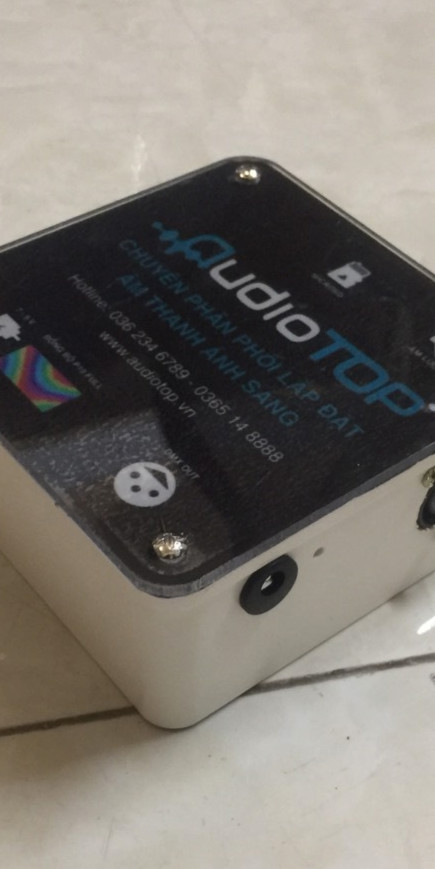 AudioTOP
CHUYÊN PHÂN PHỐI LẮP ĐẶT
ÂM THANH ÁNH SÁNG
Hotline: 036 234 6789 - 0365 14 8888
www.audiotop.vn
OUT